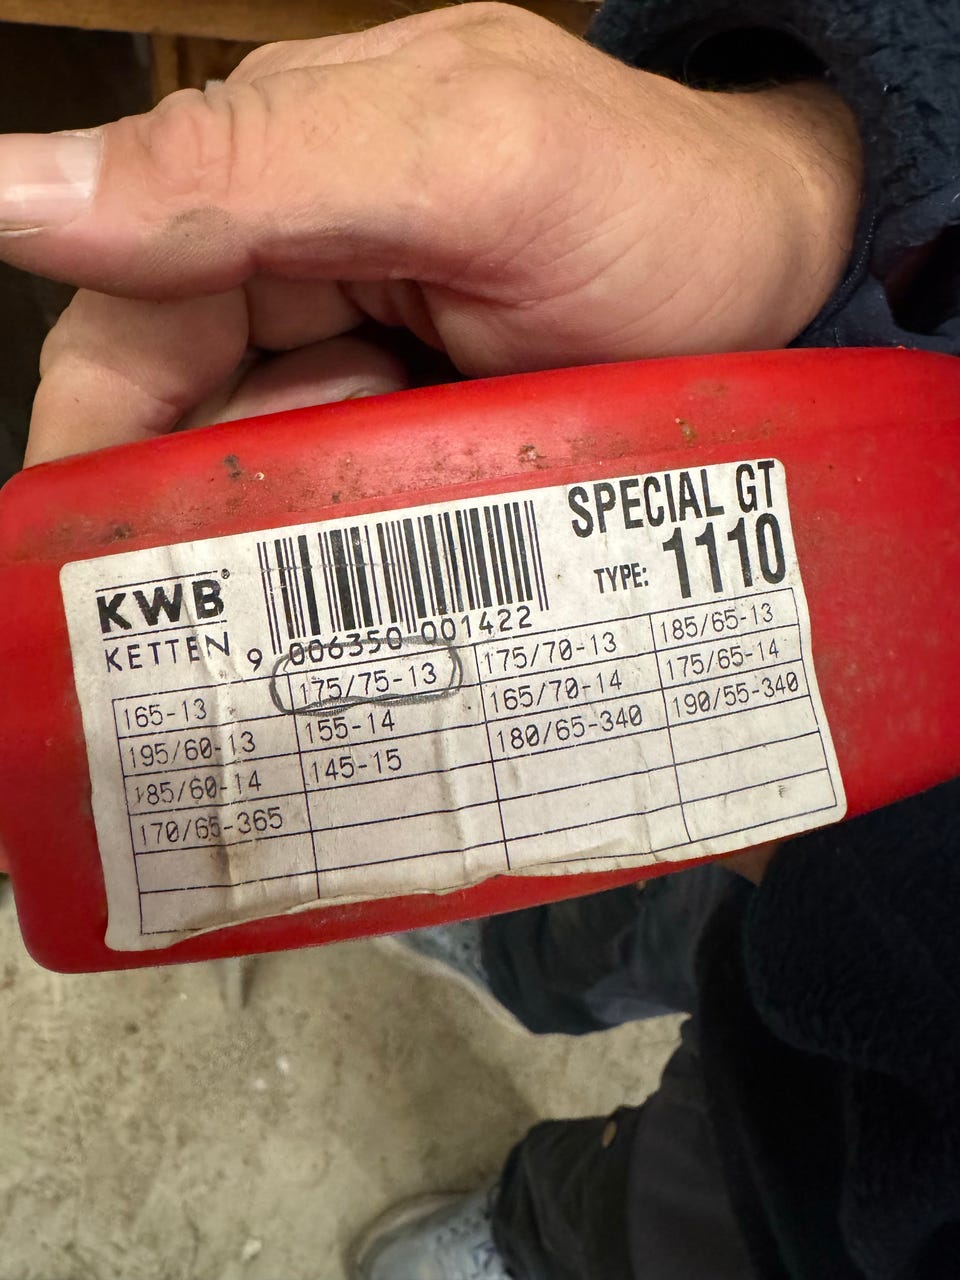 SPECIAL GT
TYPE: 1110
KWB®
KETTEN
9 006350 001422
165-13 175/75-13 175/70-13 185/65-13
195/60-13 155-14 165/70-14 175/65-14
185/60-14 145-15 180/65-340 190/55-340
170/65-365